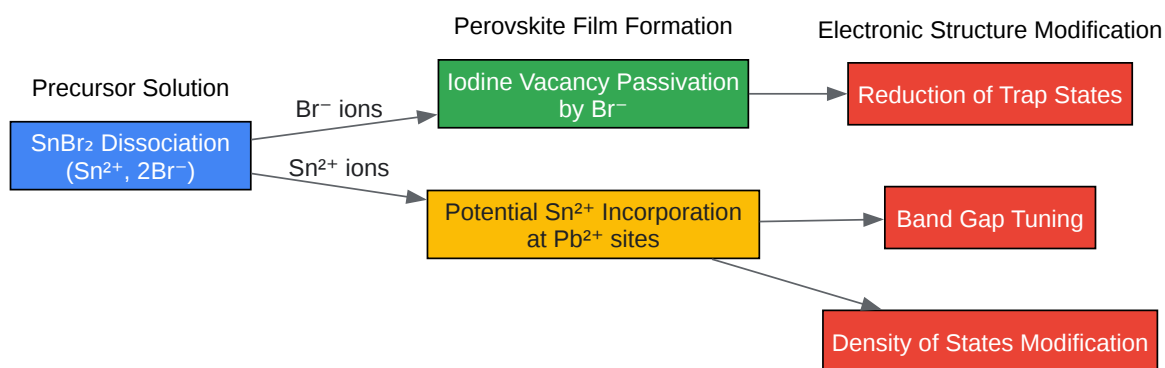 Precursor Solution
SnBr₂ Dissociation
(Sn²⁺, 2Br⁻)
Br⁻ ions
Sn²⁺ ions
Perovskite Film Formation
Iodine Vacancy Passivation
by Br⁻
Potential Sn²⁺ Incorporation
at Pb²⁺ sites
Electronic Structure Modification
Reduction of Trap States
Band Gap Tuning
Density of States Modification